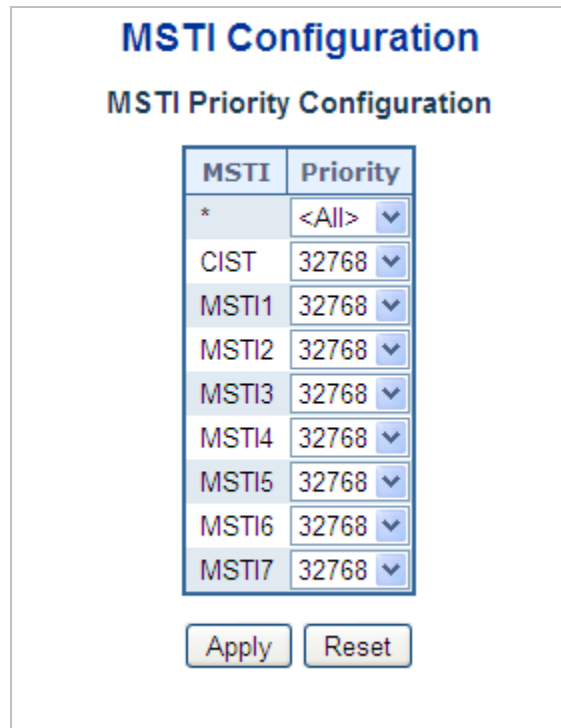 MSTI Configuration
MSTI Priority Configuration
MSTI Priority
* <All>
CIST 32768
MSTI1 32768
MSTI2 32768
MSTI3 32768
MSTI4 32768
MSTI5 32768
MSTI6 32768
MSTI7 32768
Apply Reset